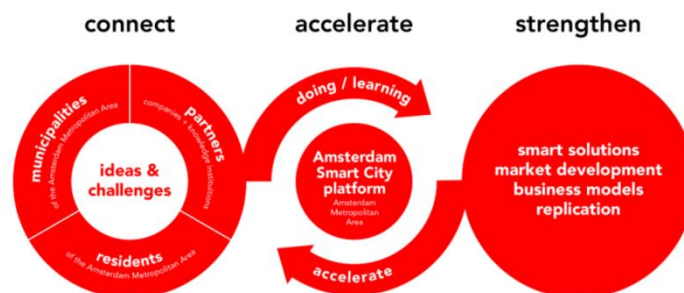 connect
accelerate
strengthen
municipalities
of the Amsterdam Metropolitan Area
partners
companies + knowledge institutions
ideas &
challenges
residents
of the Amsterdam Metropolitan Area
doing / learning
Amsterdam
Smart City
platform
Amsterdam
Metropolitan
Area
accelerate
smart solutions
market development
business models
replication